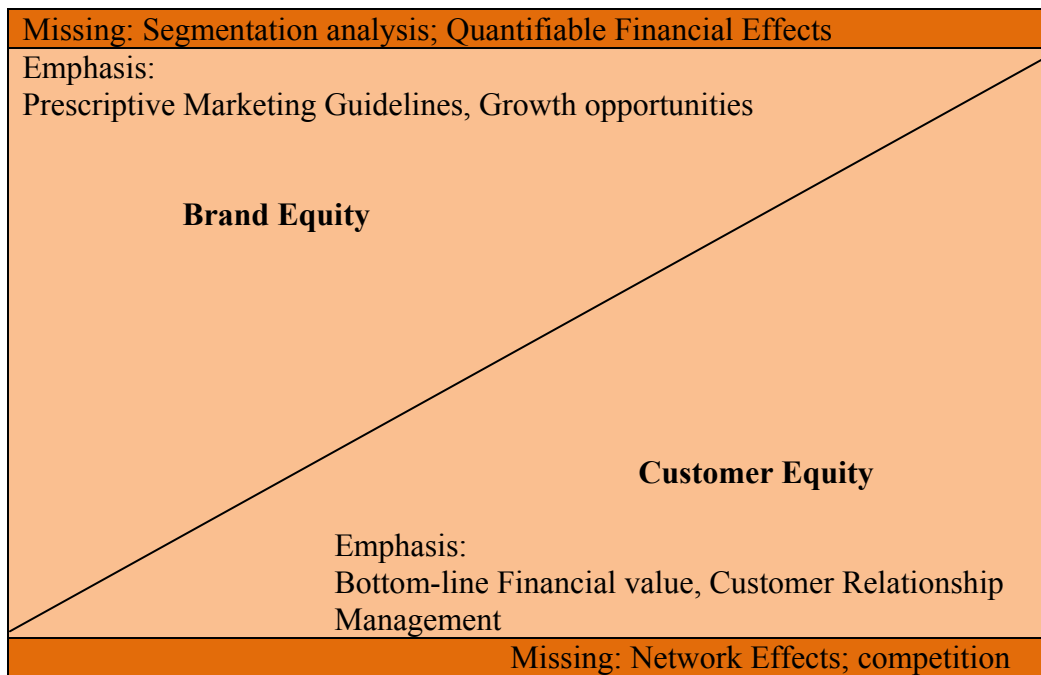 Missing: Segmentation analysis; Quantifiable Financial Effects
Emphasis:
Prescriptive Marketing Guidelines, Growth opportunities
Brand Equity
Customer Equity
Emphasis:
Bottom-line Financial value, Customer Relationship
Management
Missing: Network Effects; competition